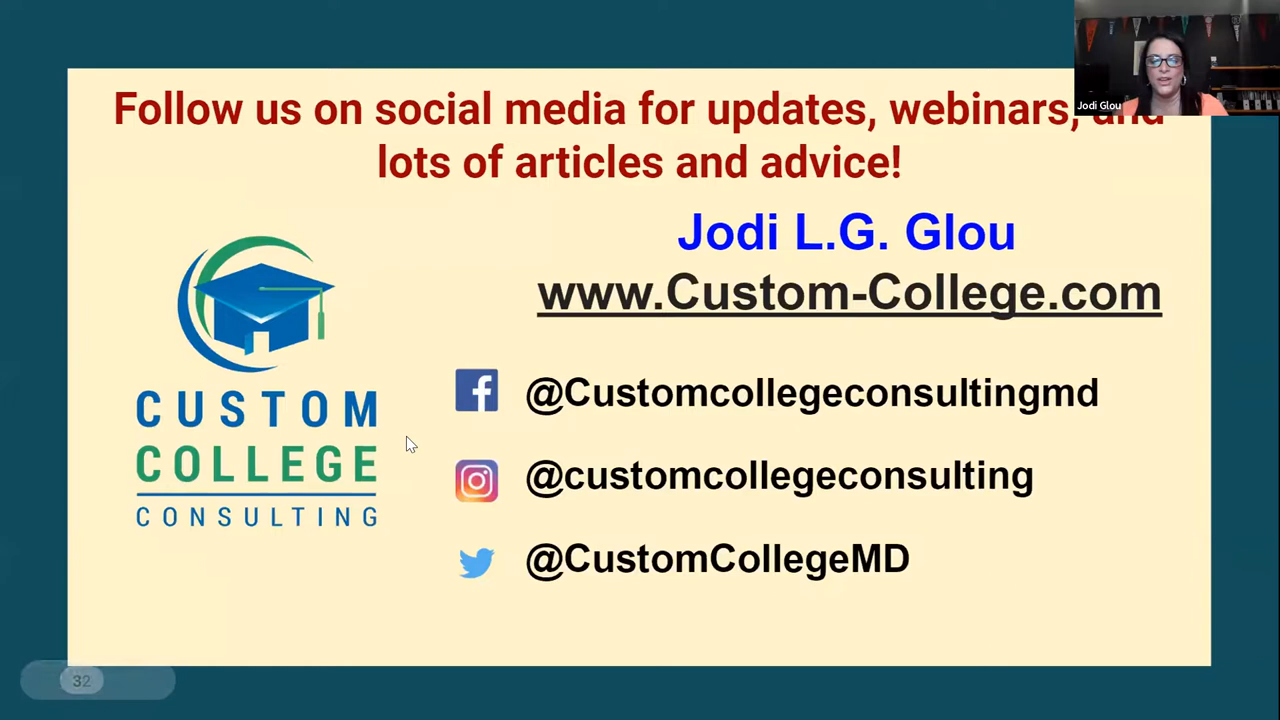 Follow us on social media for updates, webinars, and
lots of articles and advice!
Jodi Glou
Jodi L.G. Glou
www.Custom-College.com
CUSTOM
COLLEGE
CONSULTING
@Customcollegeconsultingmd
@customcollegeconsulting
@CustomCollegeMD
32